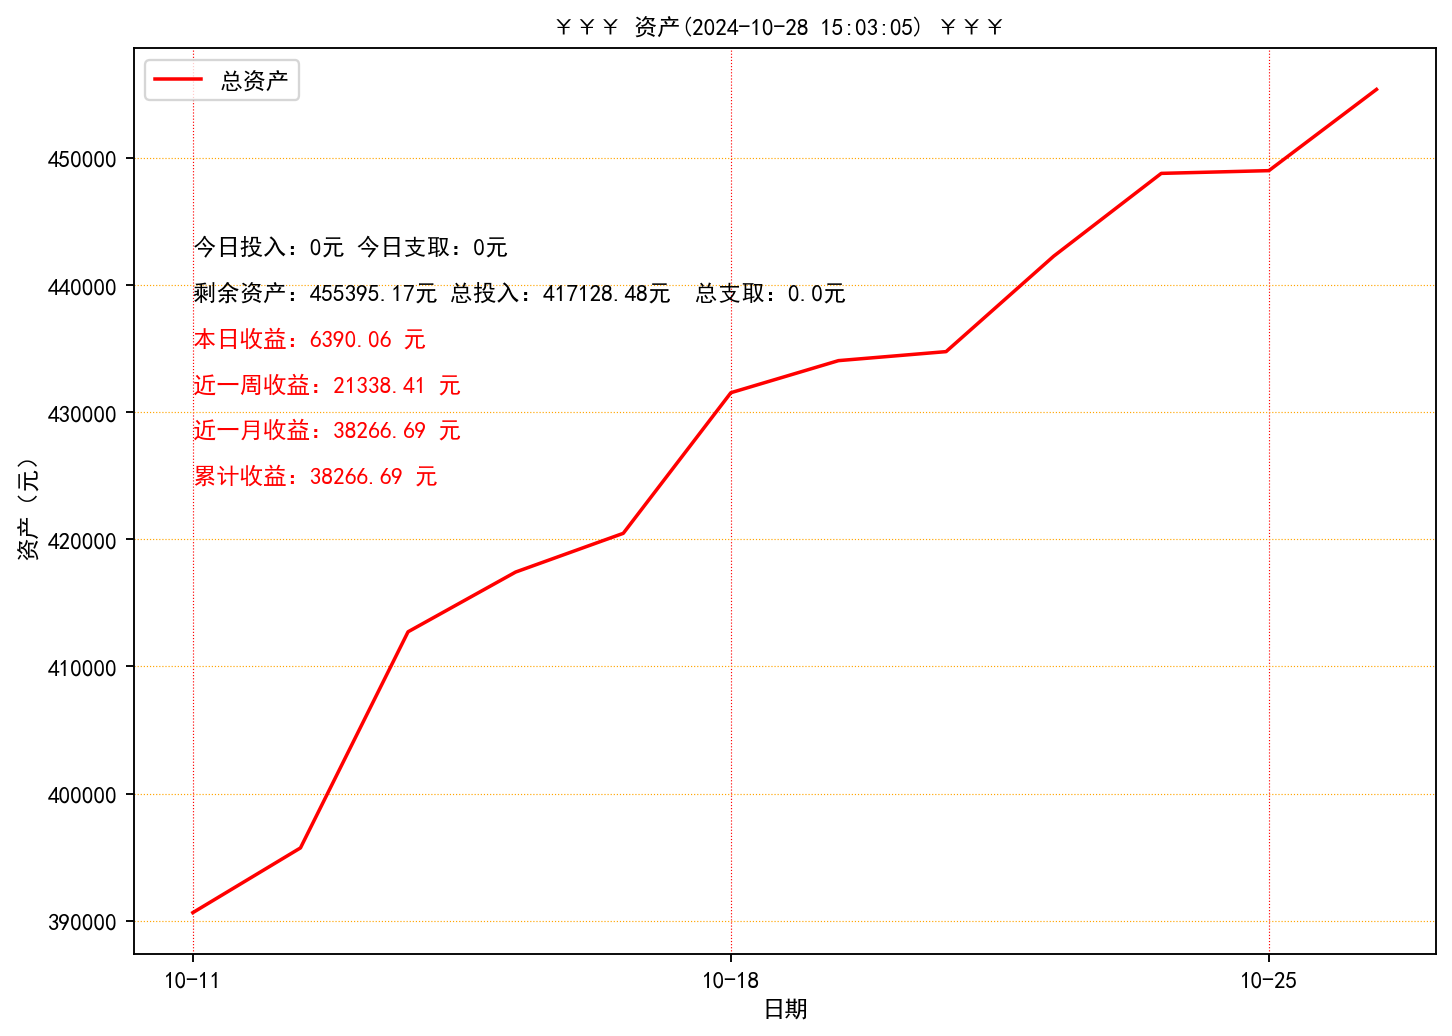 ￥￥￥ 资产(2024-10-28 15:03:05) ￥￥￥
总资产
450000
440000
430000
420000
410000
400000
390000
资产（元）
今日投入：0元 今日支取：0元
剩余资产：455395.17元 总投入：417128.48元  总支取：0.0元
本日收益：6390.06 元
近一周收益：21338.41 元
近一月收益：38266.69 元
累计收益：38266.69 元
10-11
10-18
10-25
日期